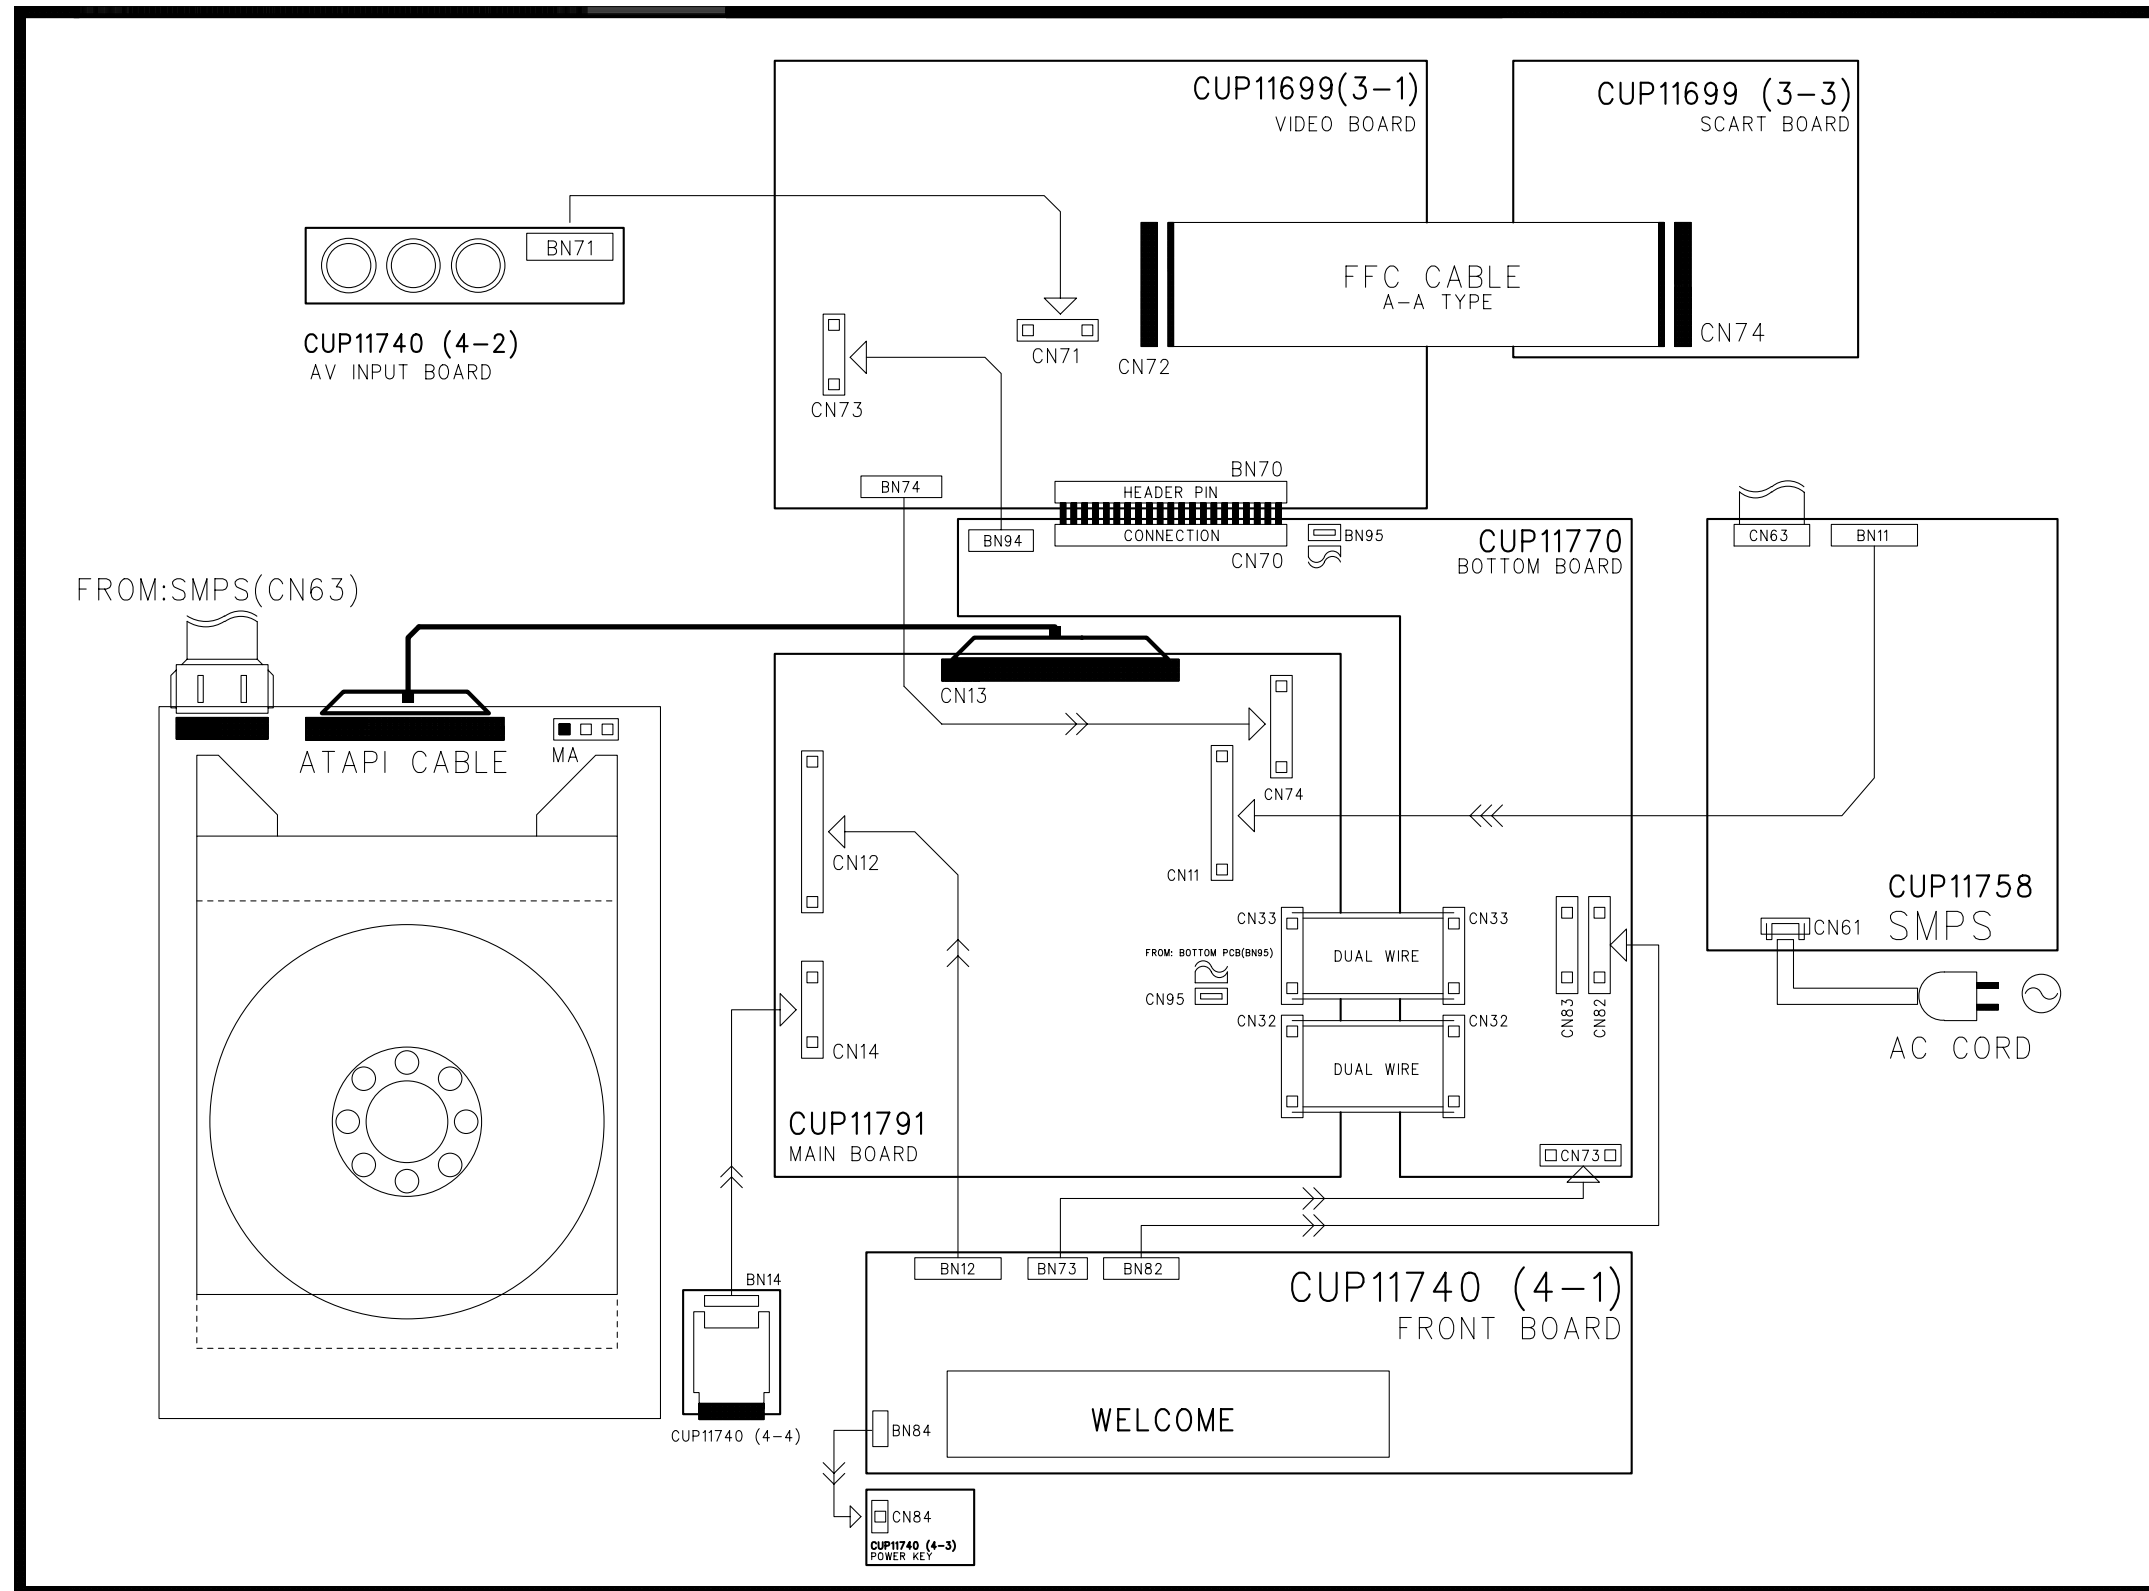 CUP11699(3-1)
VIDEO BOARD
CUP11699 (3-3)
SCART BOARD
BN71
CUP11740 (4-2)
AV INPUT BOARD
FFC CABLE
A-A TYPE
CN71
CN72
CN74
CN73
BN74
BN70
HEADER PIN
CONNECTION
CN70
BN94
BN95
CUP11770
BOTTOM BOARD
CN63
BN11
FROM:SMPS(CN63)
ATAPI CABLE
MA
CN13
CN74
CN12
CN11
CUP11758
SMPS
CN61
AC CORD
CN33
CN33
FROM: BOTTOM PCB(BN95)
DUAL WIRE
CN95
CN83
CN82
CN32
CN32
DUAL WIRE
CN14
CUP11791
MAIN BOARD
CN73
BN14
CUP11740 (4-4)
BN12
BN73
BN82
CUP11740 (4-1)
FRONT BOARD
WELCOME
BN84
CN84
CUP11740 (4-3)
POWER KEY